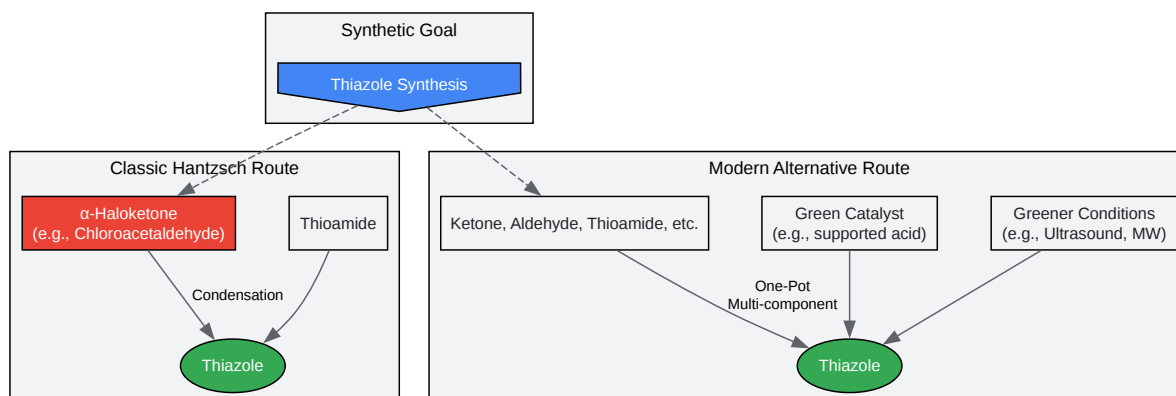 Synthetic Goal
Thiazole Synthesis
Classic Hantzsch Route
α-Haloketone
(e.g., Chloroacetaldehyde)
Thioamide
Condensation
Thiazole
Modern Alternative Route
Ketone, Aldehyde, Thioamide, etc.
Green Catalyst
(e.g., supported acid)
Greener Conditions
(e.g., Ultrasound, MW)
One-Pot
Multi-component
Thiazole